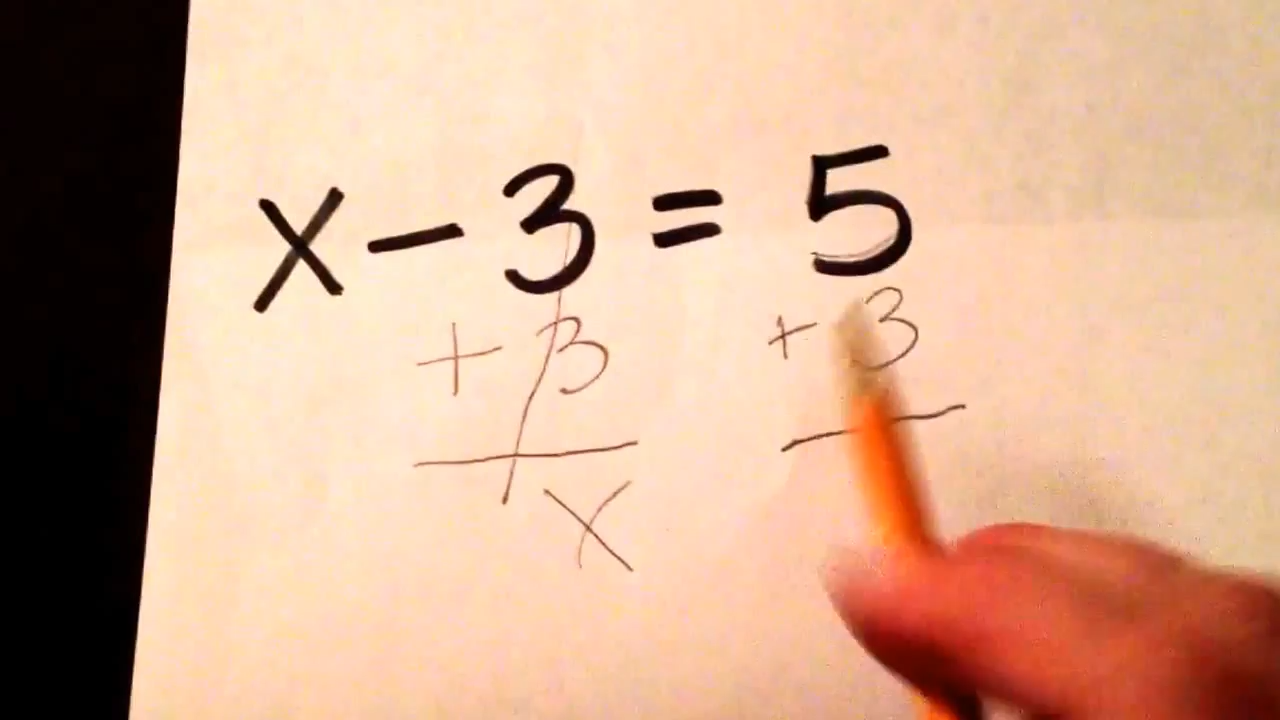 x - 3 = 5
+ 3 + 3
x